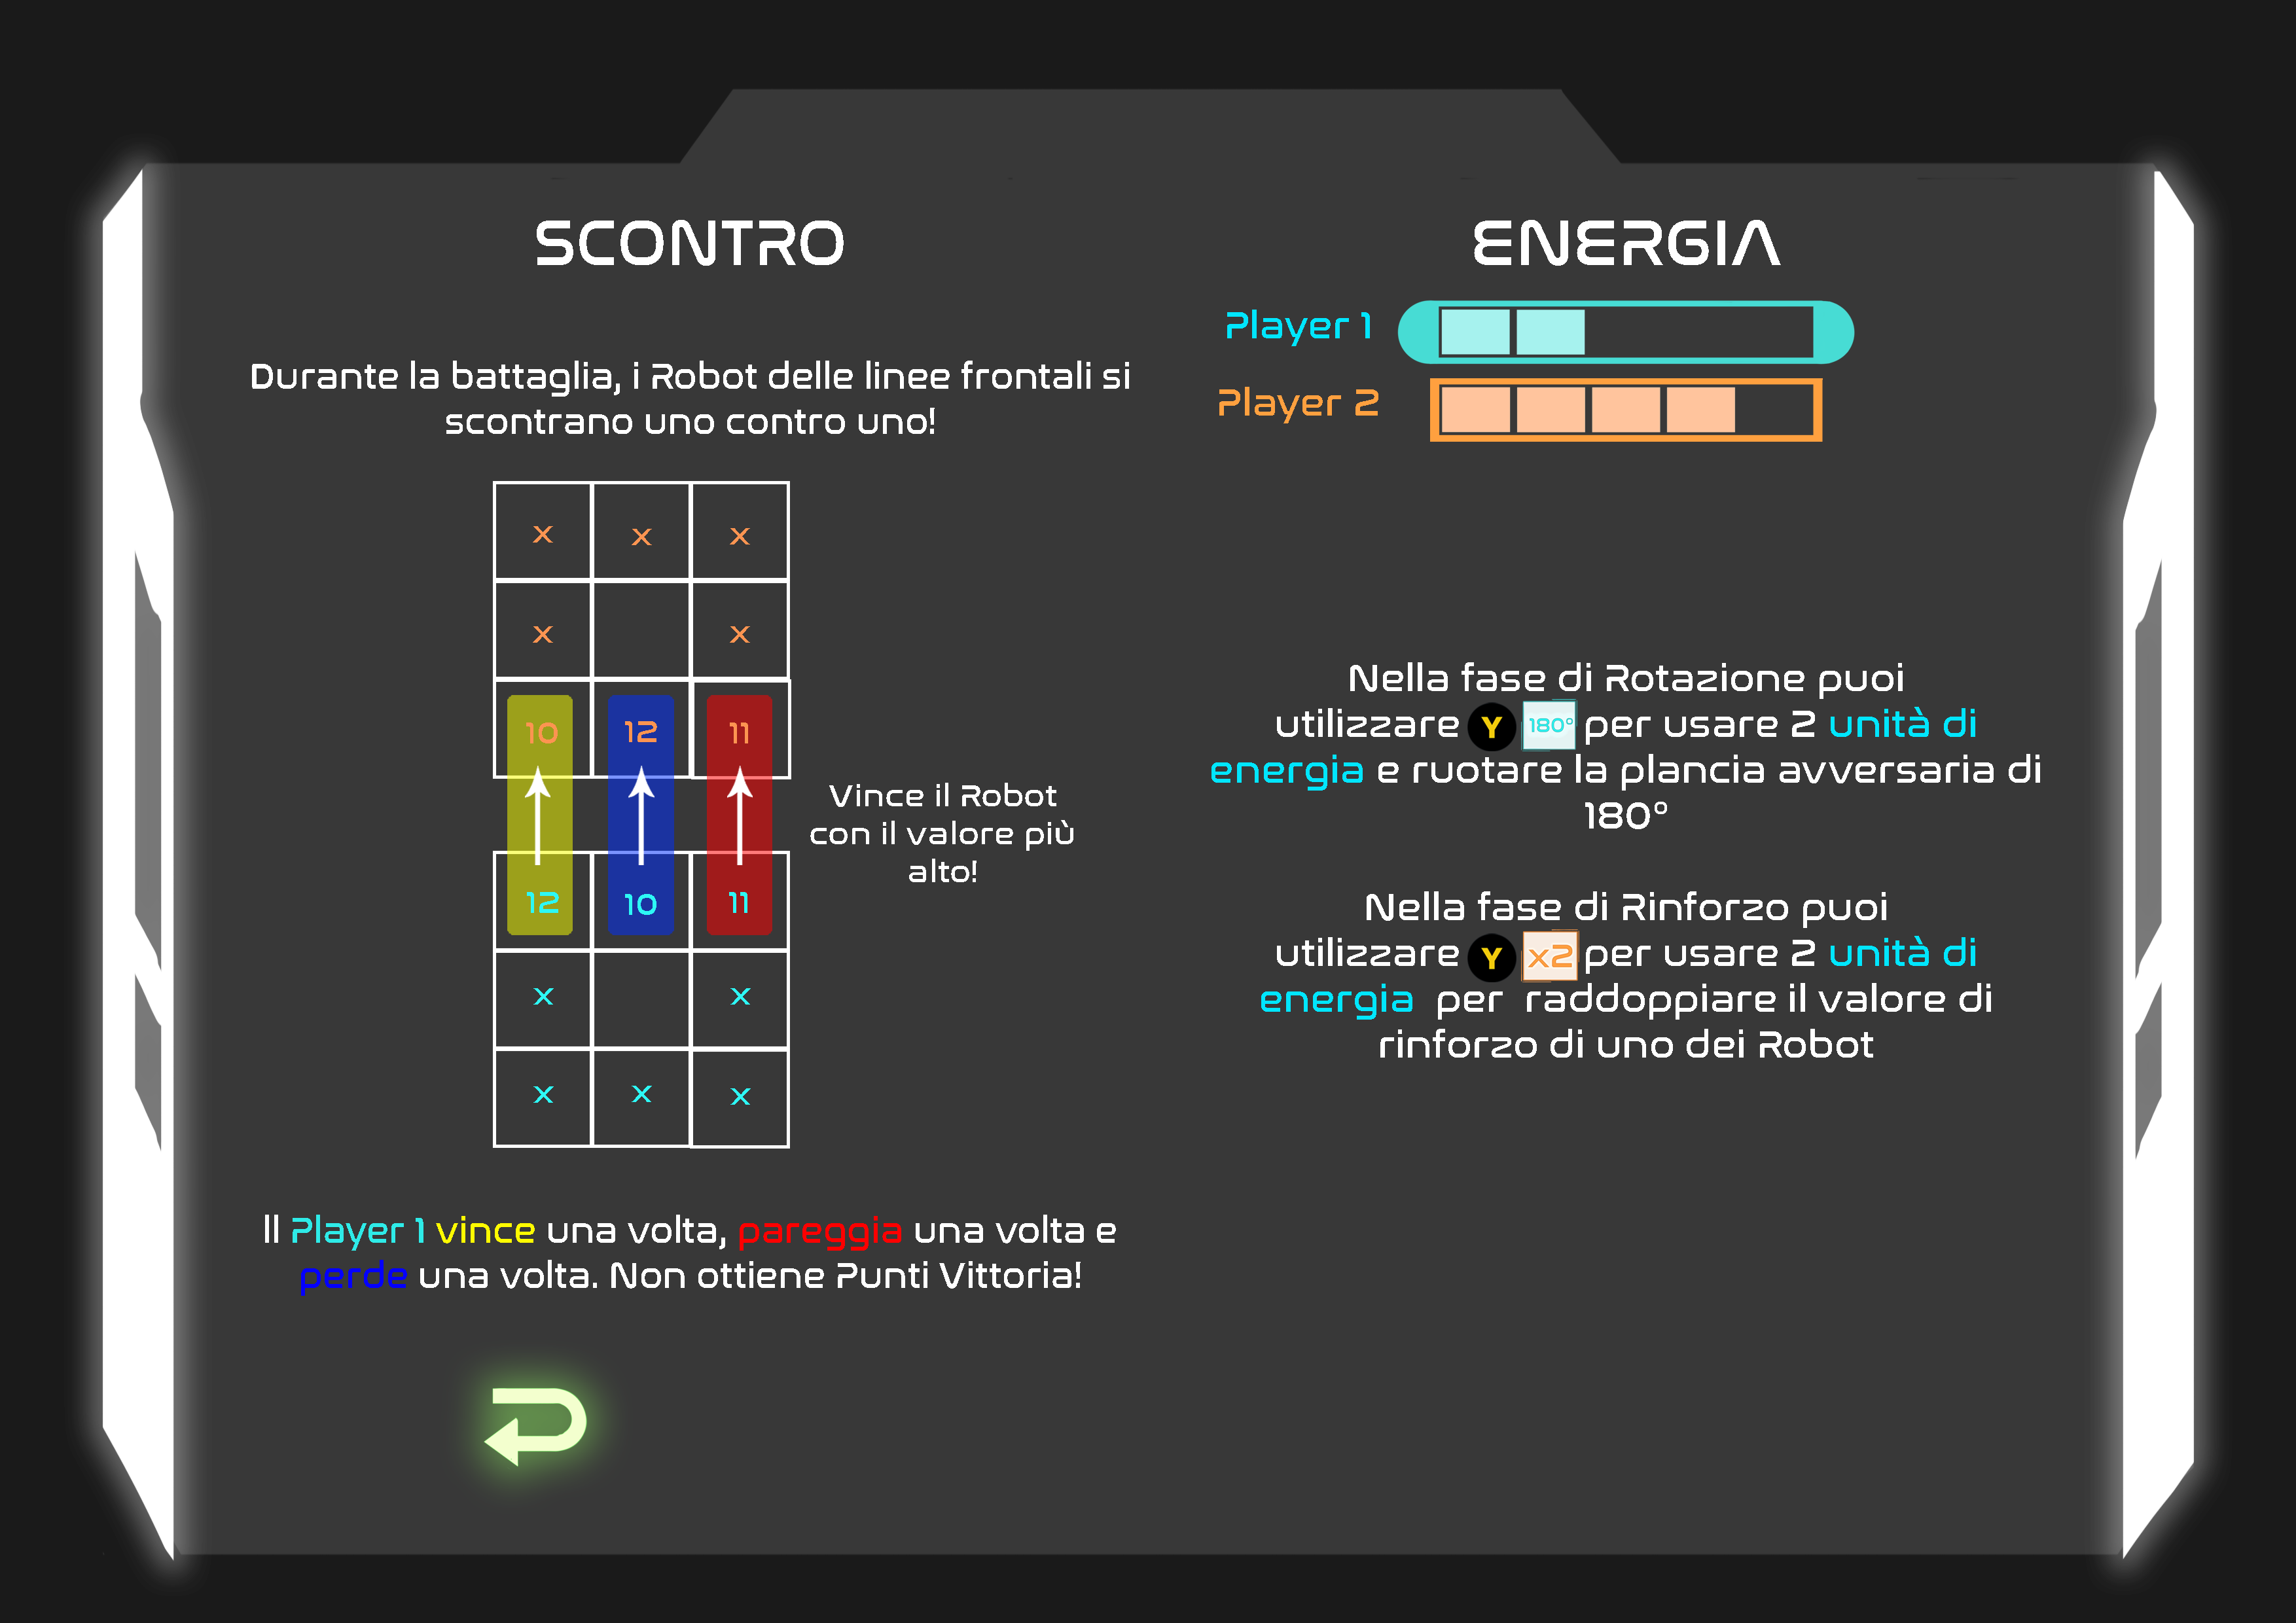 SCONTRO
Durante la battaglia, i Robot delle linee frontali si
scontrano uno contro uno!
x x x
x x
10 12 11
Vince il Robot
con il valore più
alto!
12 10 11
x x
x x x
Il Player 1 vince una volta, pareggia una volta e
perde una volta. Non ottiene Punti Vittoria!
ENERGIA
Player 1
Player 2
Nella fase di Rotazione puoi
utilizzare Y 180° per usare 2 unità di
energia e ruotare la plancia avversaria di
180°
Nella fase di Rinforzo puoi
utilizzare Y x2 per usare 2 unità di
energia per raddoppiare il valore di
rinforzo di uno dei Robot